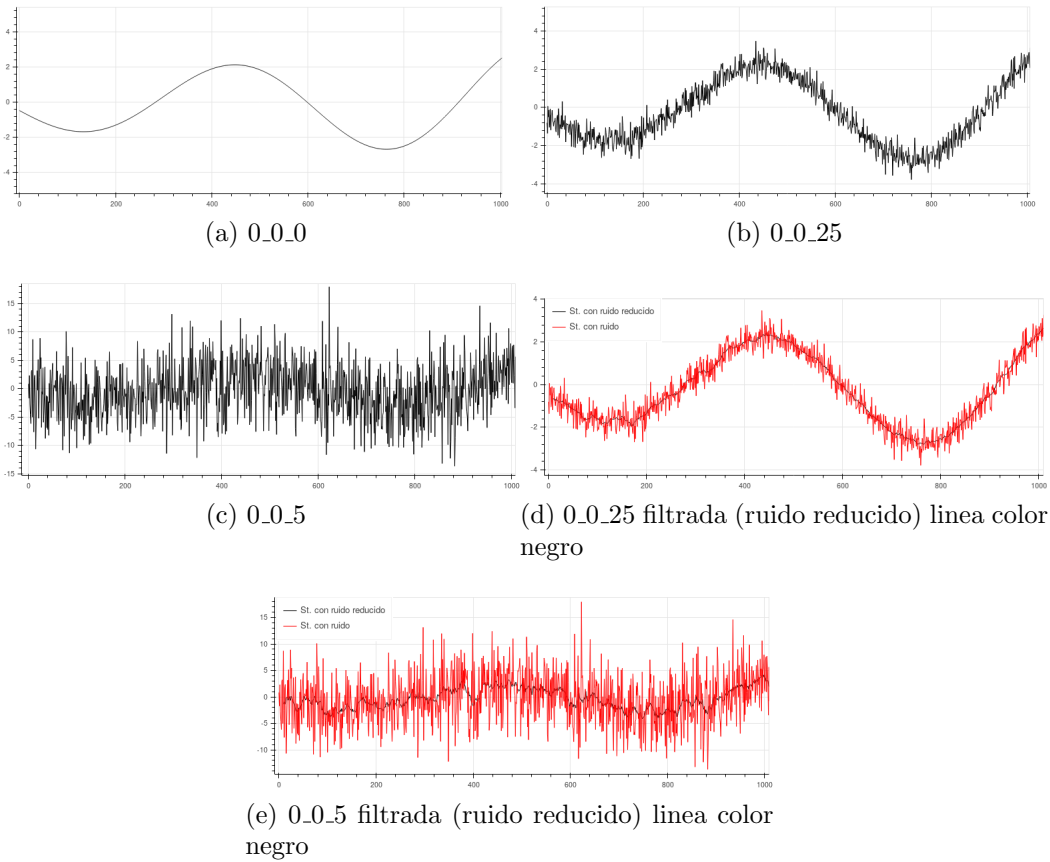 4
2
0
-2
-4
0 200 400 600 800 1000
(a) 0_0_0
4
2
0
-2
-4
0 200 400 600 800 1000
(b) 0_0_25
15
10
5
0
-5
-10
-15
0 200 400 600 800 1000
(c) 0_0_5
St. con ruido reducido
St. con ruido
4
2
0
-2
-4
0 200 400 600 800 1000
(d) 0_0_25 filtrada (ruido reducido) linea color
negro
St. con ruido reducido
St. con ruido
15
10
5
0
-5
-10
0 200 400 600 800 1000
(e) 0_0_5 filtrada (ruido reducido) linea color
negro